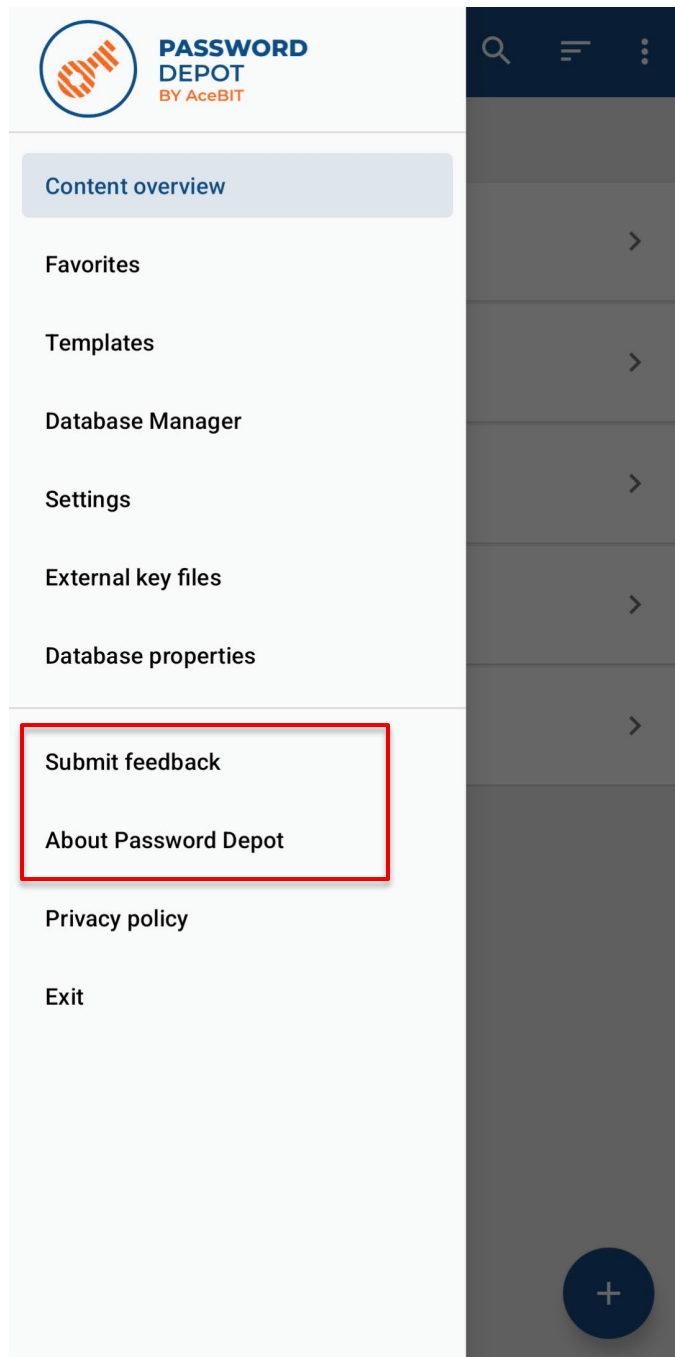 PASSWORD
DEPOT
BY AceBIT
Content overview
Favorites
Templates
Database Manager
Settings
External key files
Database properties
Submit feedback
About Password Depot
Privacy policy
Exit